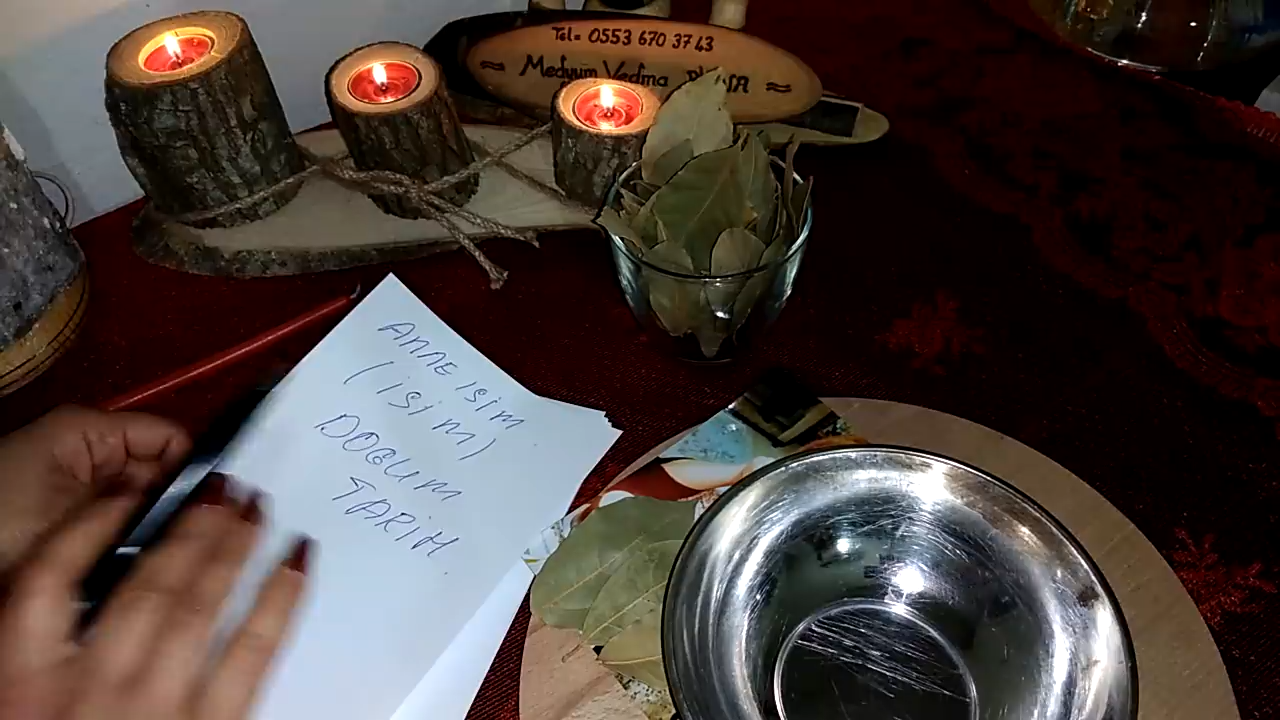 Tel= 0553 670 37 43
Medyum Vedma
ANNE ISIM
(ISIM)
DOGUM
TARIH